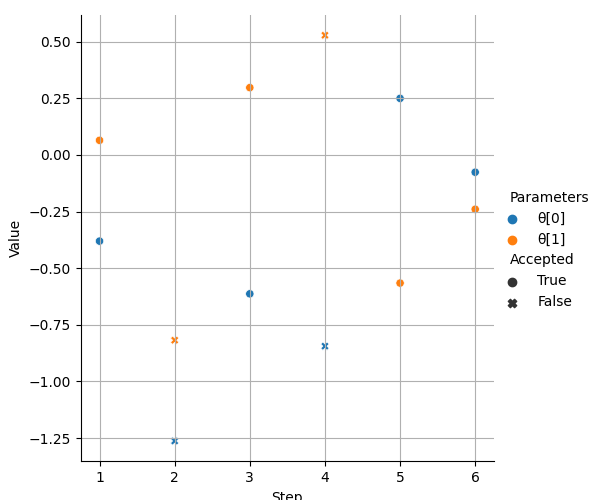 0.50
0.25
0.00
−0.25
−0.50
−0.75
−1.00
−1.25
Value
1 2 3 4 5 6
Step
Parameters
θ[0]
θ[1]
Accepted
True
False